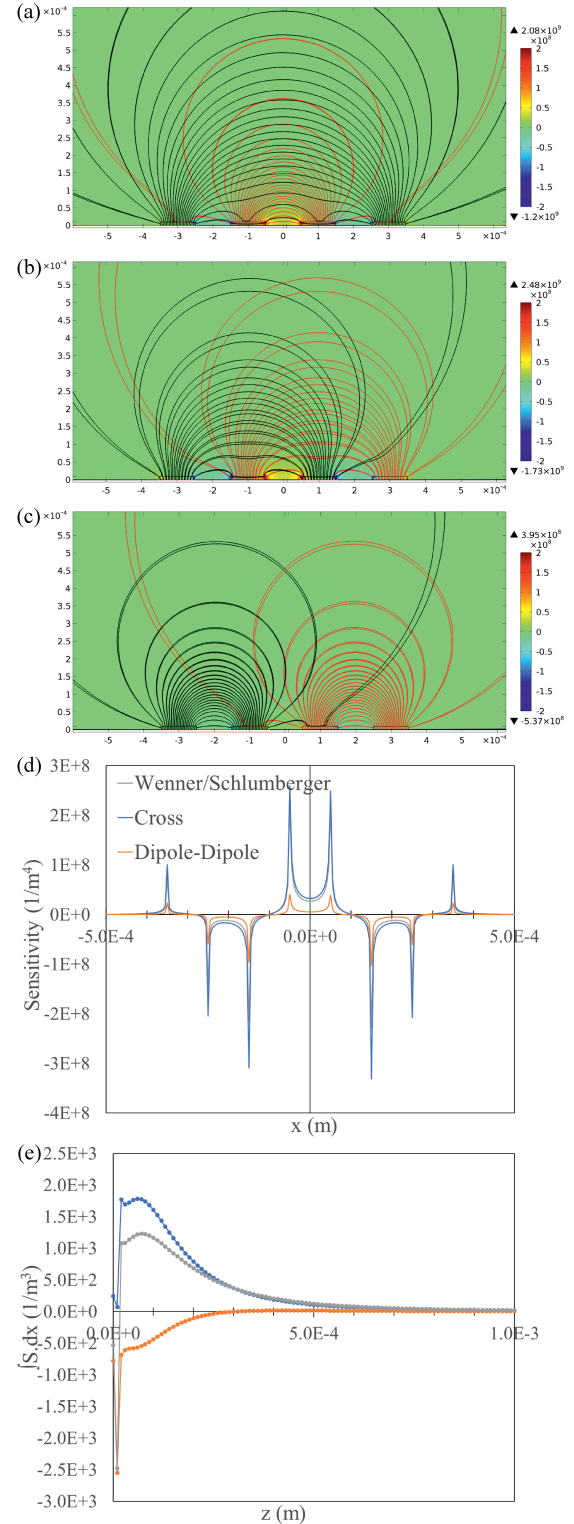 (a)
×10⁻⁴
5.5
5
4.5
4
3.5
3
2.5
2
1.5
1
0.5
0
-5 -4 -3 -2 -1 0 1 2 3 4 5 ×10⁻⁴
▲ 2.08×10⁹
×10⁹
2
1.5
1
0.5
0
-0.5
-1
-1.5
-2
▼ -1.2×10⁹
(b)
×10⁻⁴
5.5
5
4.5
4
3.5
3
2.5
2
1.5
1
0.5
0
-5 -4 -3 -2 -1 0 1 2 3 4 5 ×10⁻⁴
▲ 2.48×10⁹
×10⁹
2
1.5
1
0.5
0
-0.5
-1
-1.5
-2
▼ -1.73×10⁹
(c)
×10⁻⁴
5.5
5
4.5
4
3.5
3
2.5
2
1.5
1
0.5
0
-5 -4 -3 -2 -1 0 1 2 3 4 5 ×10⁻⁴
▲ 3.95×10⁸
×10⁸
2
1.5
1
0.5
0
-0.5
-1
-1.5
-2
▼ -5.37×10⁸
(d)
3E+8
2E+8
1E+8
0E+0
-1E+8
-2E+8
-3E+8
-4E+8
Sensitivity (1/m⁴)
Wenner/Schlumberger
Cross
Dipole-Dipole
-5.0E-4 0.0E+0 5.0E-4
x (m)
(e)
2.5E+3
2.0E+3
1.5E+3
1.0E+3
5.0E+2
0.0E+0
-5.0E+2
-1.0E+3
-1.5E+3
-2.0E+3
-2.5E+3
-3.0E+3
∫S.dx (1/m³)
0.0E+0 5.0E-4 1.0E-3
z (m)